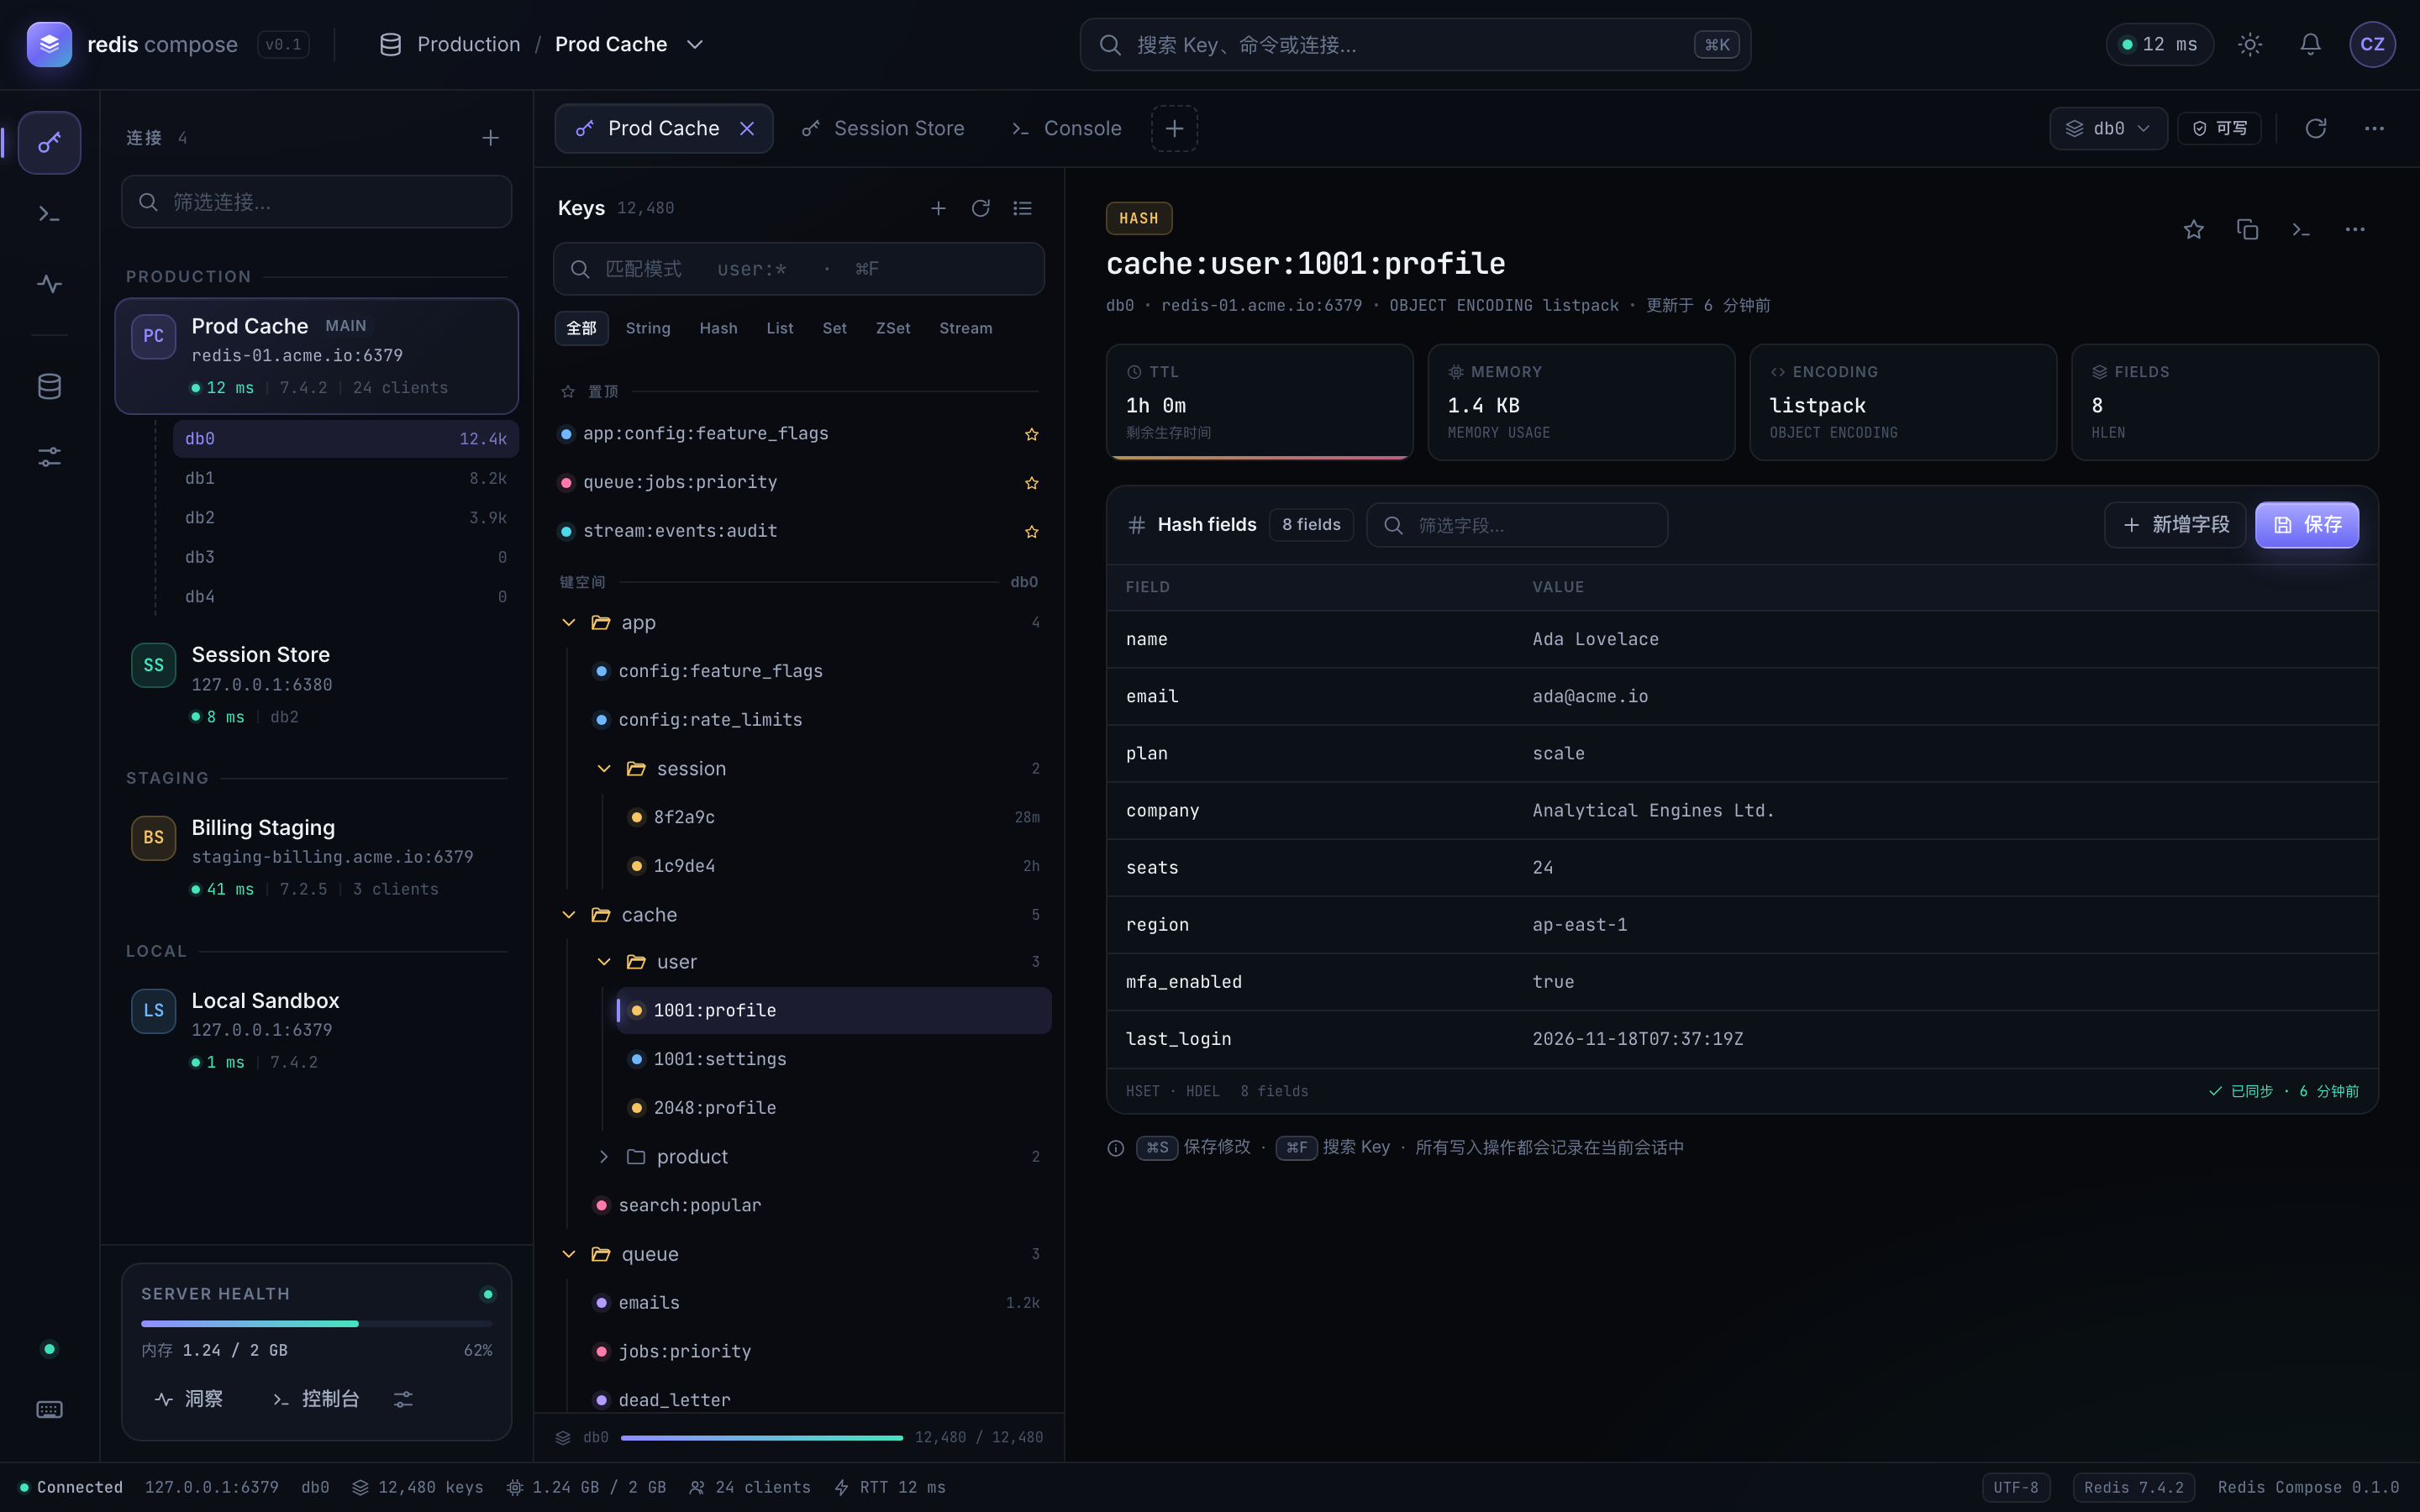 redis compose v0.1 Production / Prod Cache
搜索 Key、命令或连接... ⌘K
12 ms CZ
连接 4
筛选连接...
PRODUCTION
PC Prod Cache MAIN
redis-01.acme.io:6379
12 ms | 7.4.2 | 24 clients
db0 12.4k
db1 8.2k
db2 3.9k
db3 0
db4 0
SS Session Store
127.0.0.1:6380
8 ms | db2
STAGING
BS Billing Staging
staging-billing.acme.io:6379
41 ms | 7.2.5 | 3 clients
LOCAL
LS Local Sandbox
127.0.0.1:6379
1 ms | 7.4.2
SERVER HEALTH
内存 1.24 / 2 GB 62%
洞察 控制台
Prod Cache Session Store Console
db0 可写
Keys 12,480
匹配模式 user:* · ⌘F
全部 String Hash List Set ZSet Stream
置顶
app:config:feature_flags
queue:jobs:priority
stream:events:audit
键空间 db0
app 4
config:feature_flags
config:rate_limits
session 2
8f2a9c 28m
1c9de4 2h
cache 5
user 3
1001:profile
1001:settings
2048:profile
product 2
search:popular
queue 3
emails 1.2k
jobs:priority
dead_letter
db0 12,480 / 12,480
HASH
cache:user:1001:profile
db0 · redis-01.acme.io:6379 · OBJECT ENCODING listpack · 更新于 6 分钟前
TTL
1h 0m
剩余生存时间
MEMORY
1.4 KB
MEMORY USAGE
ENCODING
listpack
OBJECT ENCODING
FIELDS
8
HLEN
Hash fields 8 fields 筛选字段... 新增字段 保存
FIELD VALUE
name Ada Lovelace
email ada@acme.io
plan scale
company Analytical Engines Ltd.
seats 24
region ap-east-1
mfa_enabled true
last_login 2026-11-18T07:37:19Z
HSET · HDEL 8 fields 已同步 · 6 分钟前
⌘S 保存修改 · ⌘F 搜索 Key · 所有写入操作都会记录在当前会话中
Connected 127.0.0.1:6379 db0 12,480 keys 1.24 GB / 2 GB 24 clients RTT 12 ms
UTF-8 Redis 7.4.2 Redis Compose 0.1.0